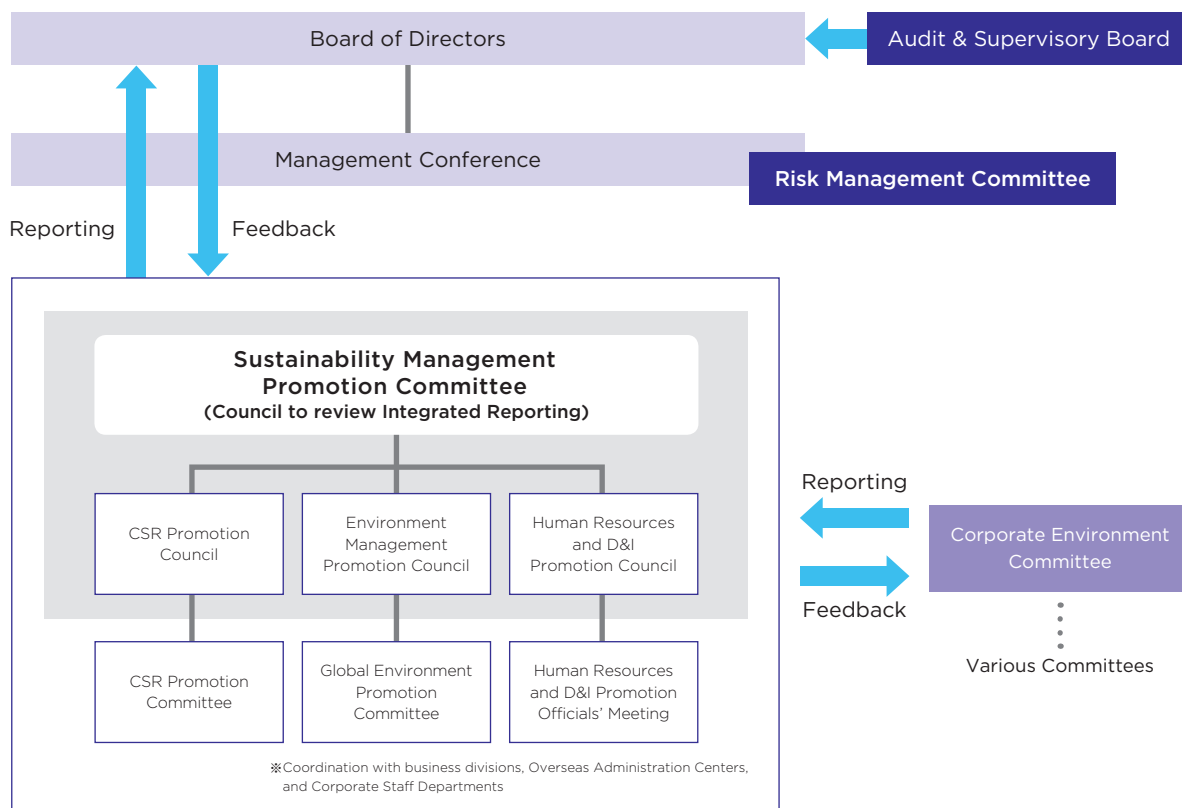 Board of Directors
Audit & Supervisory Board
Management Conference
Risk Management Committee
Reporting
Feedback
Sustainability Management
Promotion Committee
(Council to review Integrated Reporting)
CSR Promotion
Council
Environment
Management
Promotion Council
Human Resources
and D&I
Promotion Council
Reporting
Feedback
Corporate Environment
Committee
Various Committees
CSR Promotion
Committee
Global Environment
Promotion
Committee
Human Resources
and D&I Promotion
Officials’ Meeting
※Coordination with business divisions, Overseas Administration Centers,
and Corporate Staff Departments